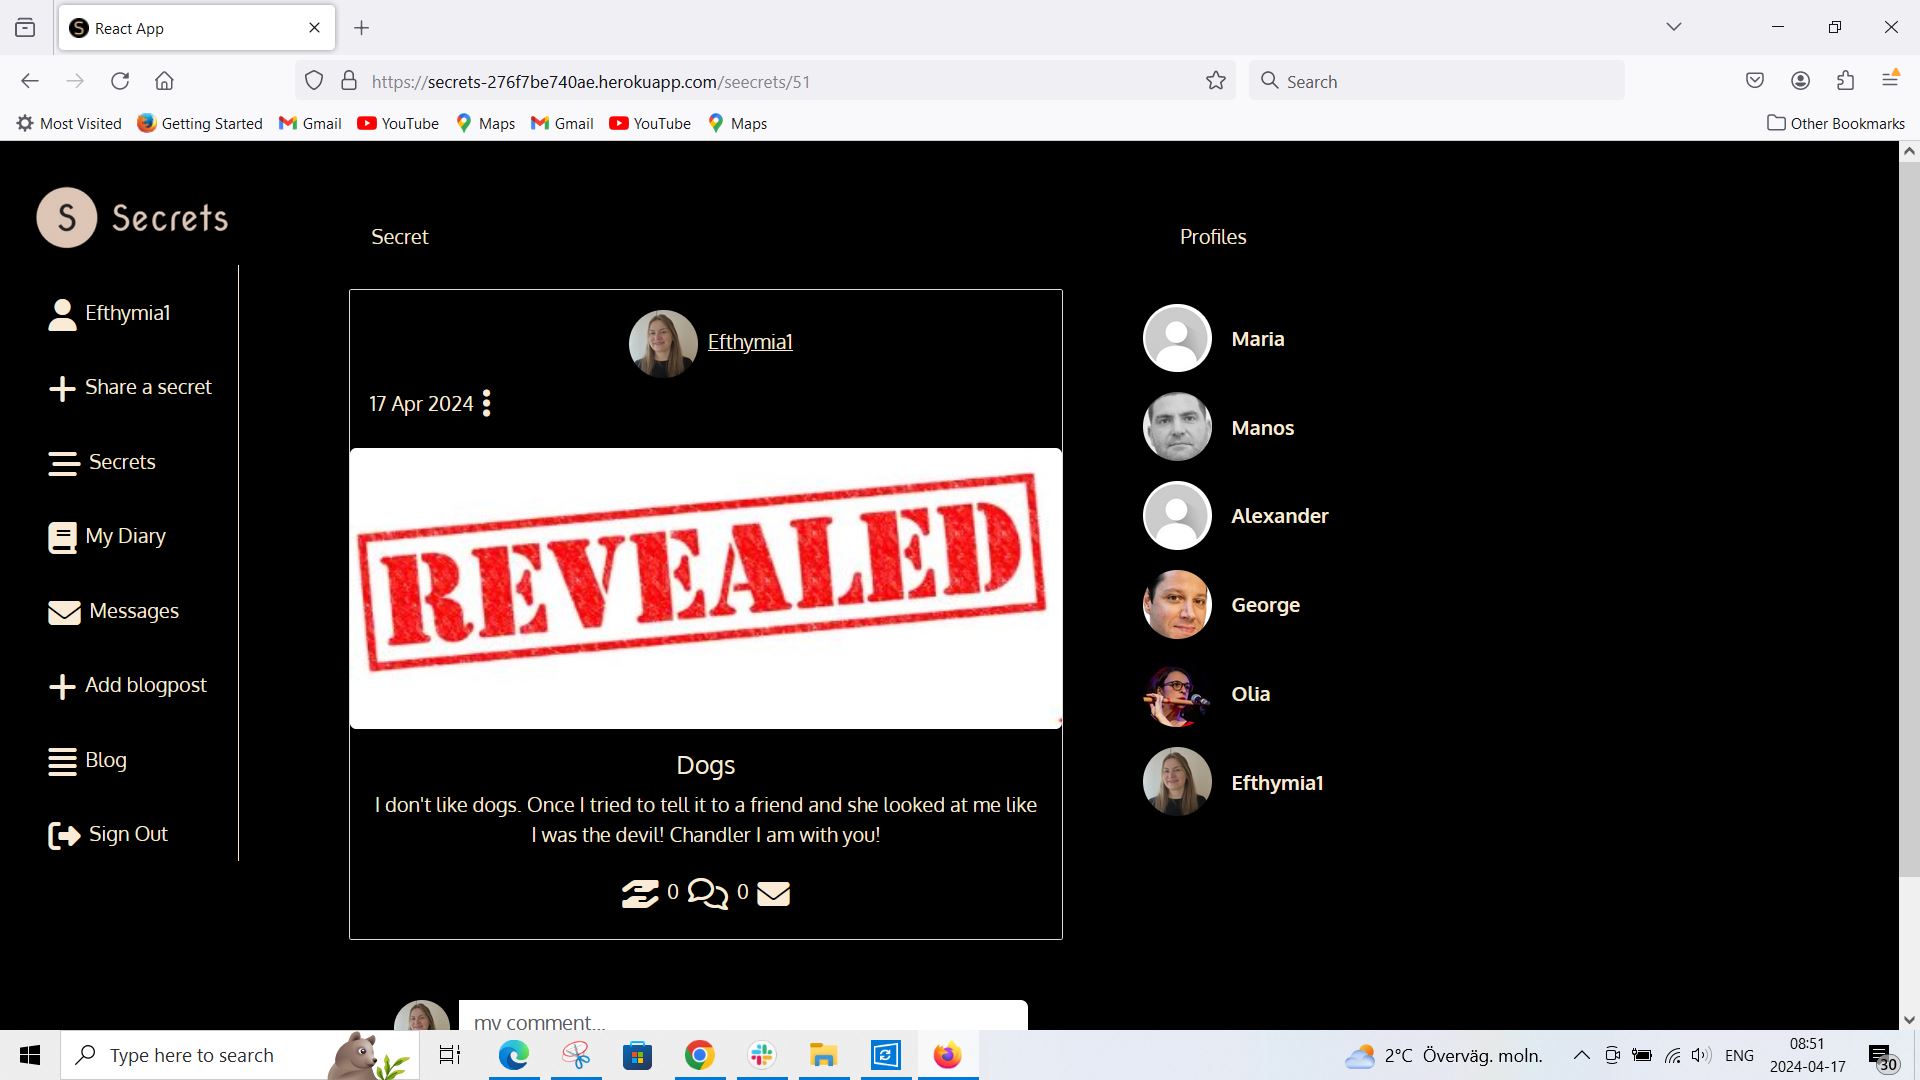 React App
https://secrets-276f7be740ae.herokuapp.com/seecrets/51
Search
Most Visited
Getting Started
Gmail
YouTube
Maps
Gmail
YouTube
Maps
Other Bookmarks
S Secrets
Efthymia1
Share a secret
Secrets
My Diary
Messages
Add blogpost
Blog
Sign Out
Secret
Efthymia1
17 Apr 2024
REVEALED
Dogs
I don't like dogs. Once I tried to tell it to a friend and she looked at me like
I was the devil! Chandler I am with you!
0 0
my comment...
Profiles
Maria
Manos
Alexander
George
Olia
Efthymia1
Type here to search
2°C Överväg. moln.
ENG
08:51
2024-04-17
30